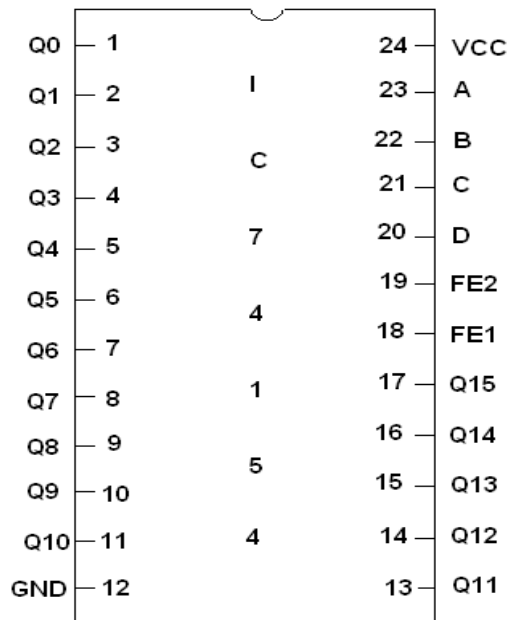 Q0 1 24 VCC
Q1 2 I 23 A
Q2 3 C 22 B
Q3 4 21 C
Q4 5 7 20 D
Q5 6 4 19 FE2
Q6 7 18 FE1
Q7 8 1 17 Q15
Q8 9 5 16 Q14
Q9 10 15 Q13
Q10 11 4 14 Q12
GND 12 13 Q11